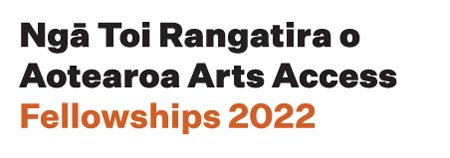 Ngā Toi Rangatira o
Aotearoa Arts Access
Fellowships 2022